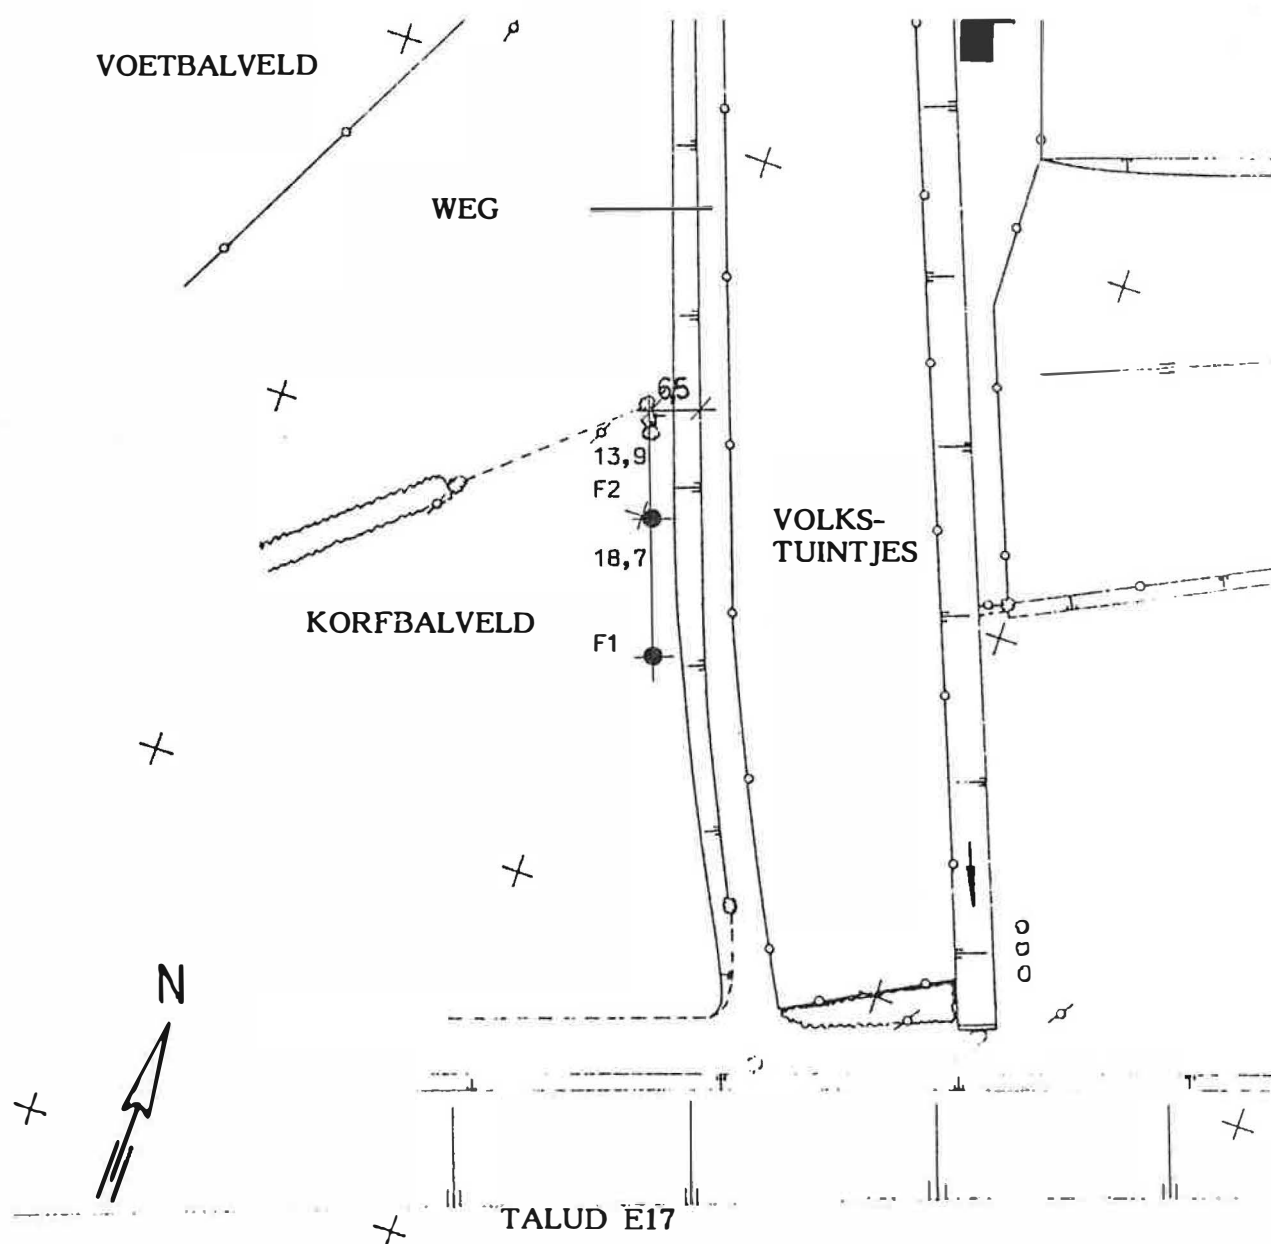 VOETBALVELD
WEG
65
13,9
F2
18,7
VOLKS-
TUINTJES
KORFBALVELD
F1
N
TALUD E17